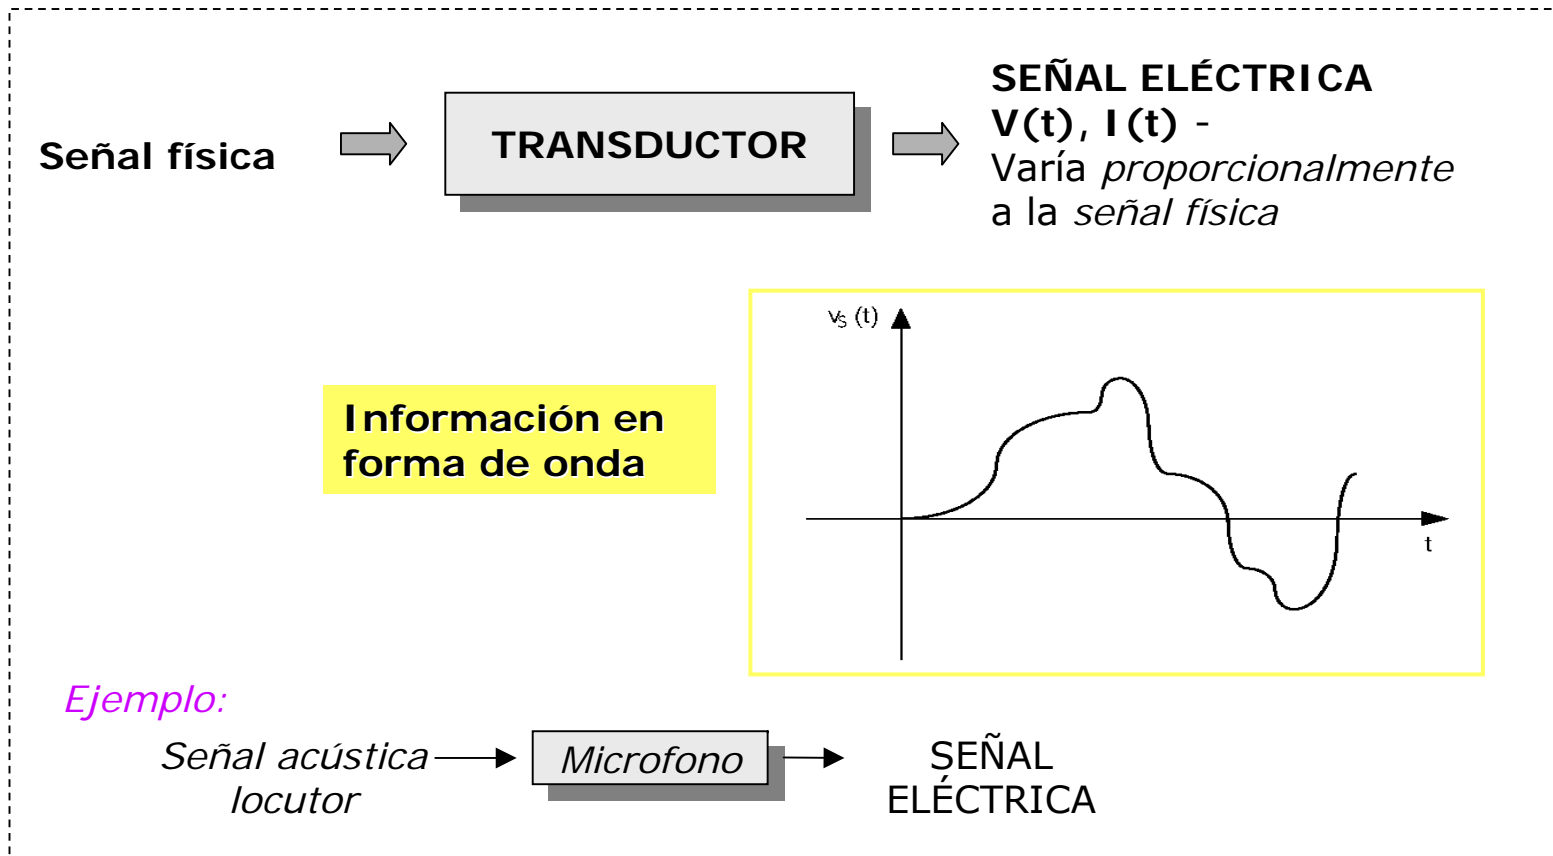 Señal física
TRANSDUCTOR
SEÑAL ELÉCTRICA
V(t), I(t) -
Varía proporcionalmente
a la señal física
Información en
forma de onda
vS (t)
t
Ejemplo:
Señal acústica
locutor
Microfono
SEÑAL
ELÉCTRICA